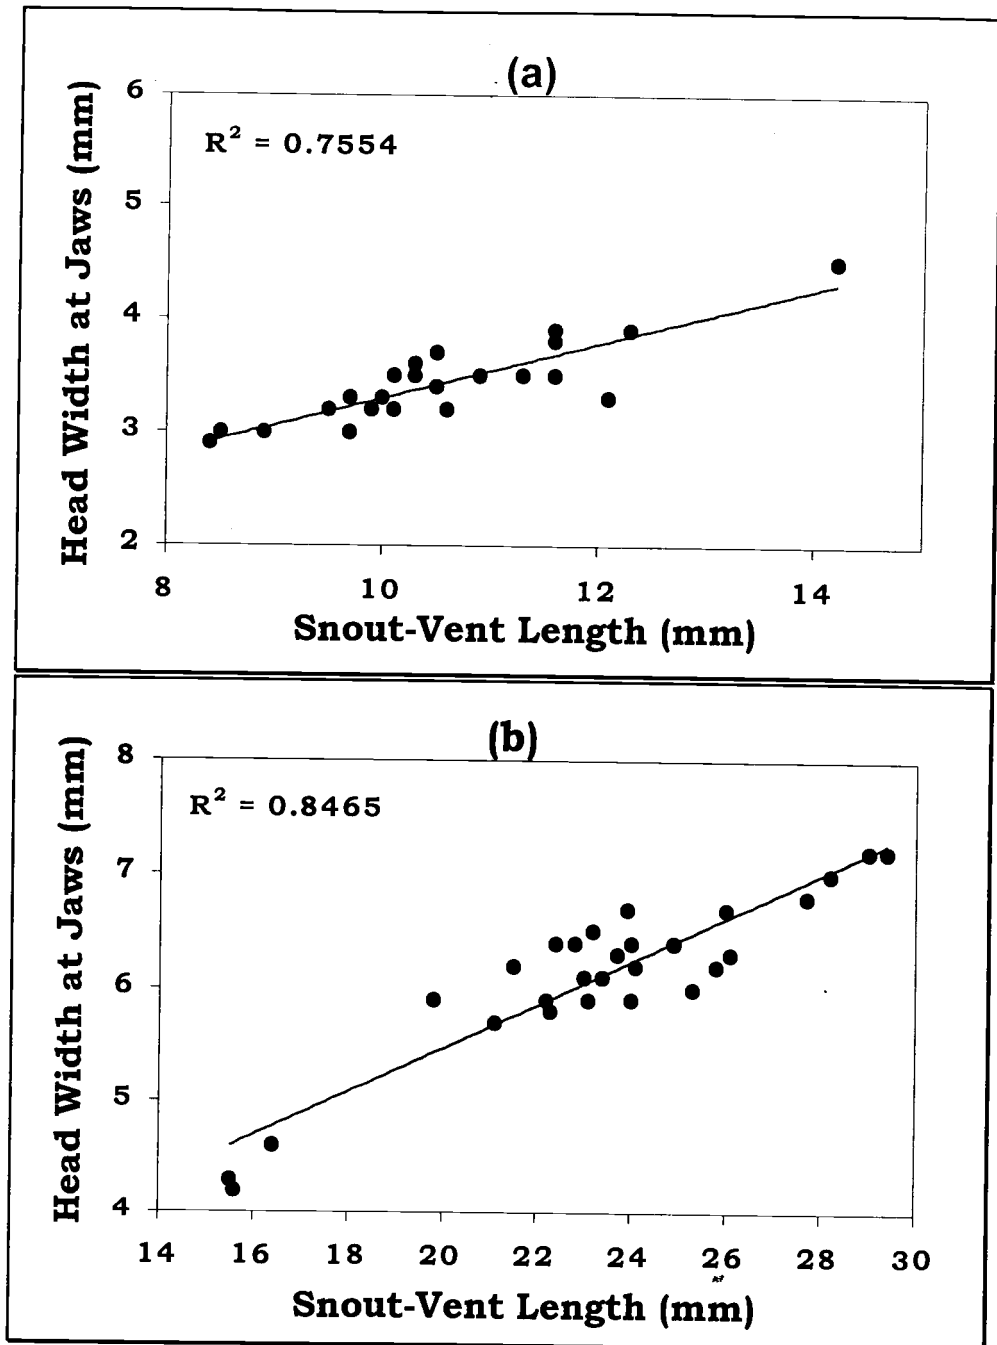 (a)
R² = 0.7554
Head Width at Jaws (mm)
6
5
4
3
2
8 10 12 14
Snout-Vent Length (mm)
(b)
R² = 0.8465
Head Width at Jaws (mm)
8
7
6
5
4
14 16 18 20 22 24 26 28 30
Snout-Vent Length (mm)